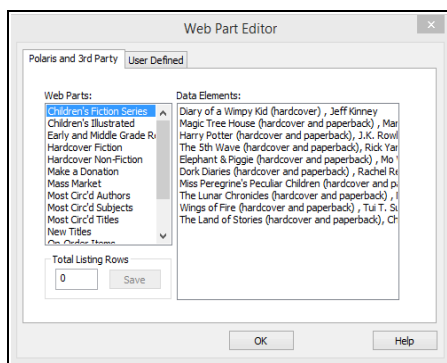 Web Part Editor
Polaris and 3rd Party
User Defined
Web Parts:
Data Elements:
Children's Fiction Series
Children's Illustrated
Early and Middle Grade Re
Hardcover Fiction
Hardcover Non-Fiction
Make a Donation
Mass Market
Most Circ'd Authors
Most Circ'd Subjects
Most Circ'd Titles
New Titles
On-Order Items
Diary of a Wimpy Kid (hardcover) , Jeff Kinney
Magic Tree House (hardcover and paperback) , Mar
Harry Potter (hardcover and paperback), J.K. Rowl
The 5th Wave (hardcover and paperback), Rick Yar
Elephant & Piggie (hardcover and paperback) , Mo
Dork Diaries (hardcover and paperback), Rachel Re
Miss Peregrine's Peculiar Children (hardcover and pa
The Lunar Chronicles (hardcover and paperback) ,
Wings of Fire (hardcover and paperback) , Tui T. Su
The Land of Stories (hardcover and paperback), Ch
Total Listing Rows
0
Save
OK
Help